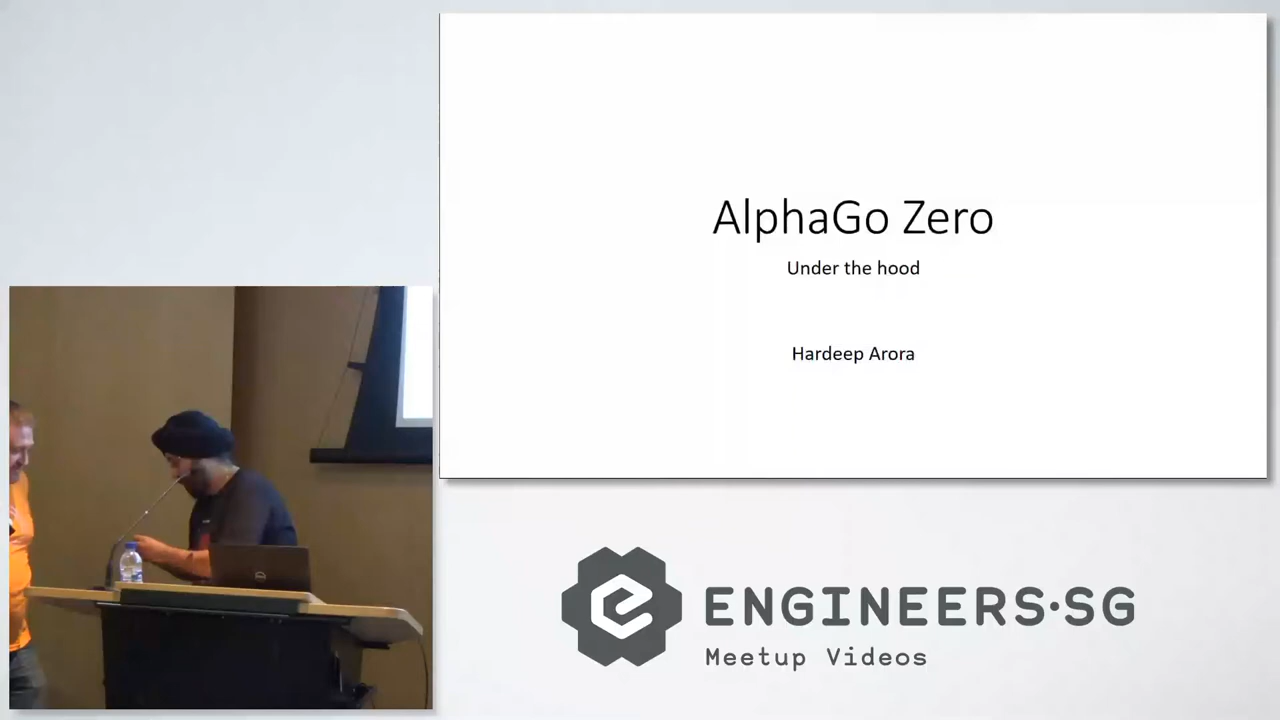 AlphaGo Zero
Under the hood
Hardeep Arora
ENGINEERS·SG
Meetup Videos